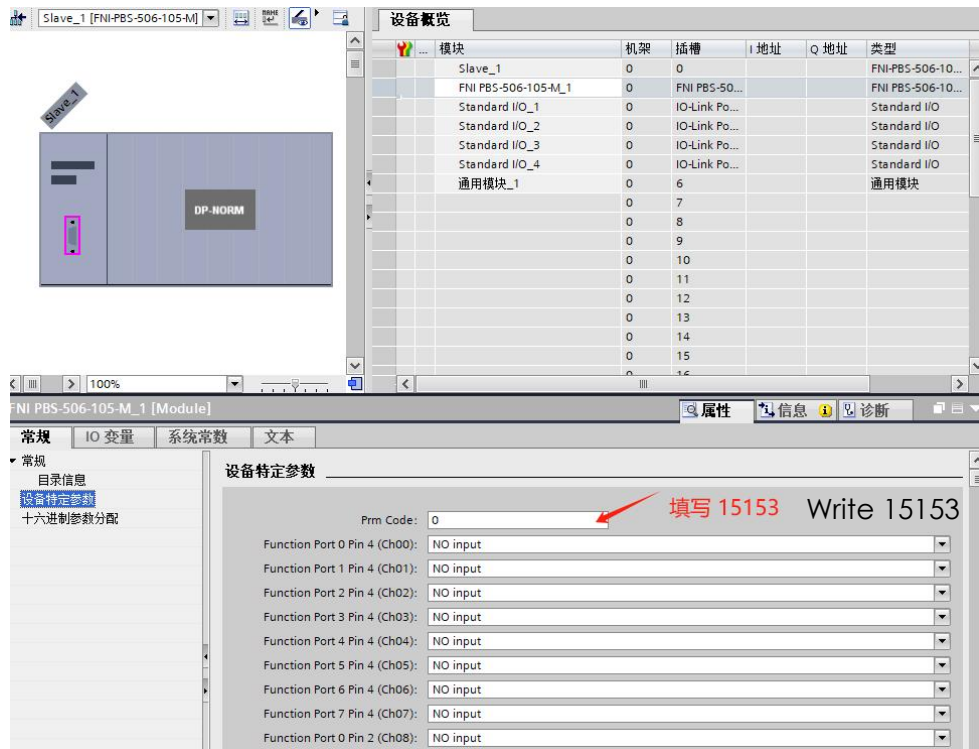 Slave_1 [FNI-PBS-506-105-M]
设备概览
... 模块 机架 插槽 I 地址 Q 地址 类型
Slave_1 0 0 FNI-PBS-506-10...
FNI PBS-506-105-M_1 0 FNI PBS-50... FNI PBS-506-10...
Standard I/O_1 0 IO-Link Po... Standard I/O
Standard I/O_2 0 IO-Link Po... Standard I/O
Standard I/O_3 0 IO-Link Po... Standard I/O
Standard I/O_4 0 IO-Link Po... Standard I/O
通用模块_1 0 6 通用模块
0 7
0 8
0 9
0 10
0 11
0 12
0 13
0 14
0 15
0 16
Slave_1
DP-NORM
100%
FNI PBS-506-105-M_1 [Module]
属性 信息 诊断
常规 IO 变量 系统常数 文本
常规
目录信息
设备特定参数
十六进制参数分配
设备特定参数
Prm Code: 0
填写 15153 Write 15153
Function Port 0 Pin 4 (Ch00): NO input
Function Port 1 Pin 4 (Ch01): NO input
Function Port 2 Pin 4 (Ch02): NO input
Function Port 3 Pin 4 (Ch03): NO input
Function Port 4 Pin 4 (Ch04): NO input
Function Port 5 Pin 4 (Ch05): NO input
Function Port 6 Pin 4 (Ch06): NO input
Function Port 7 Pin 4 (Ch07): NO input
Function Port 0 Pin 2 (Ch08): NO input